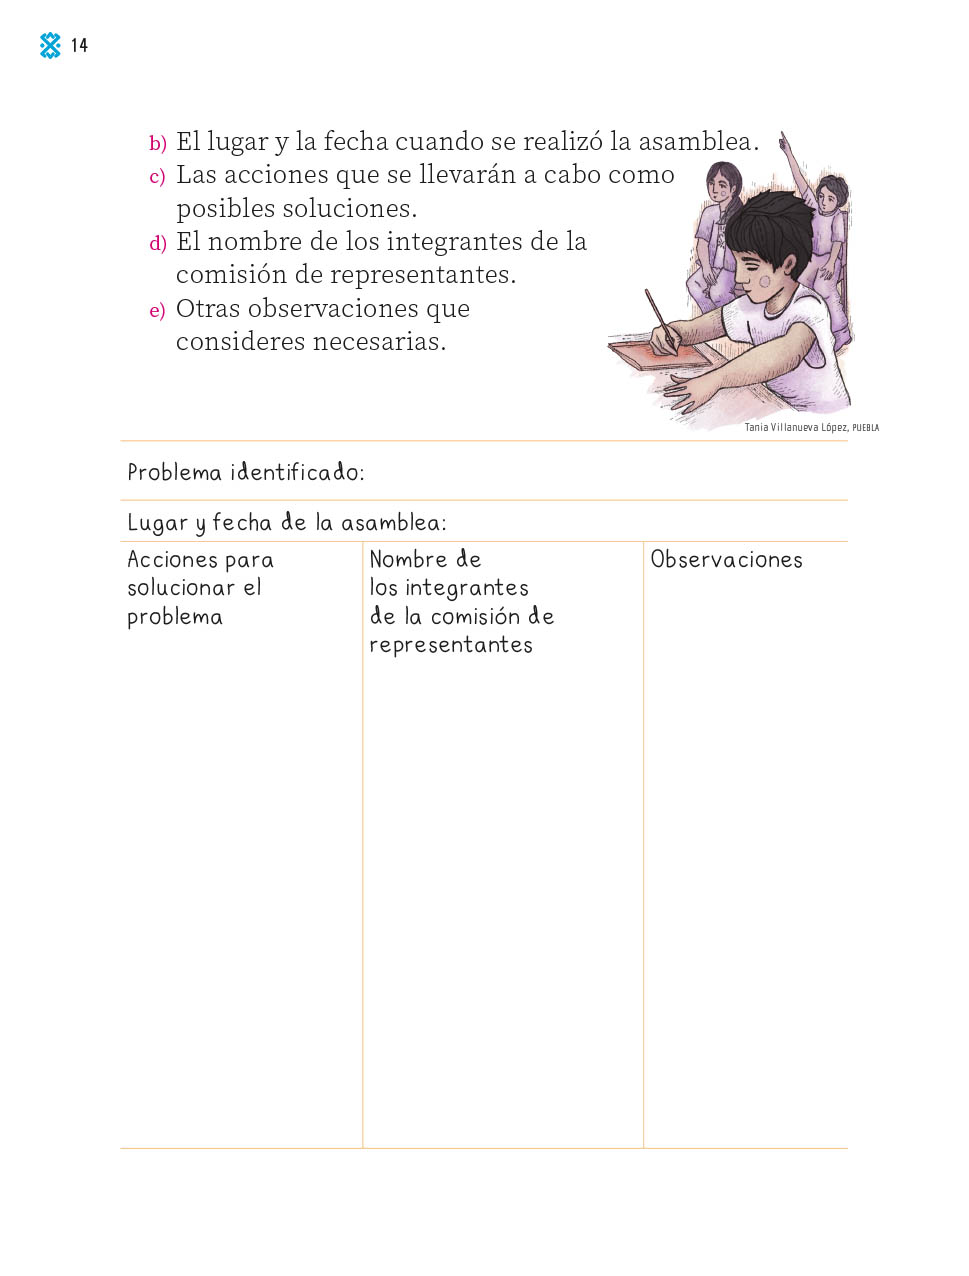 14
b) El lugar y la fecha cuando se realizó la asamblea.
c) Las acciones que se llevarán a cabo como
posibles soluciones.
d) El nombre de los integrantes de la
comisión de representantes.
e) Otras observaciones que
consideres necesarias.
Tania Villanueva López, PUEBLA
Problema identificado:
Lugar y fecha de la asamblea:
Acciones para
solucionar el
problema
Nombre de
los integrantes
de la comisión de
representantes
Observaciones